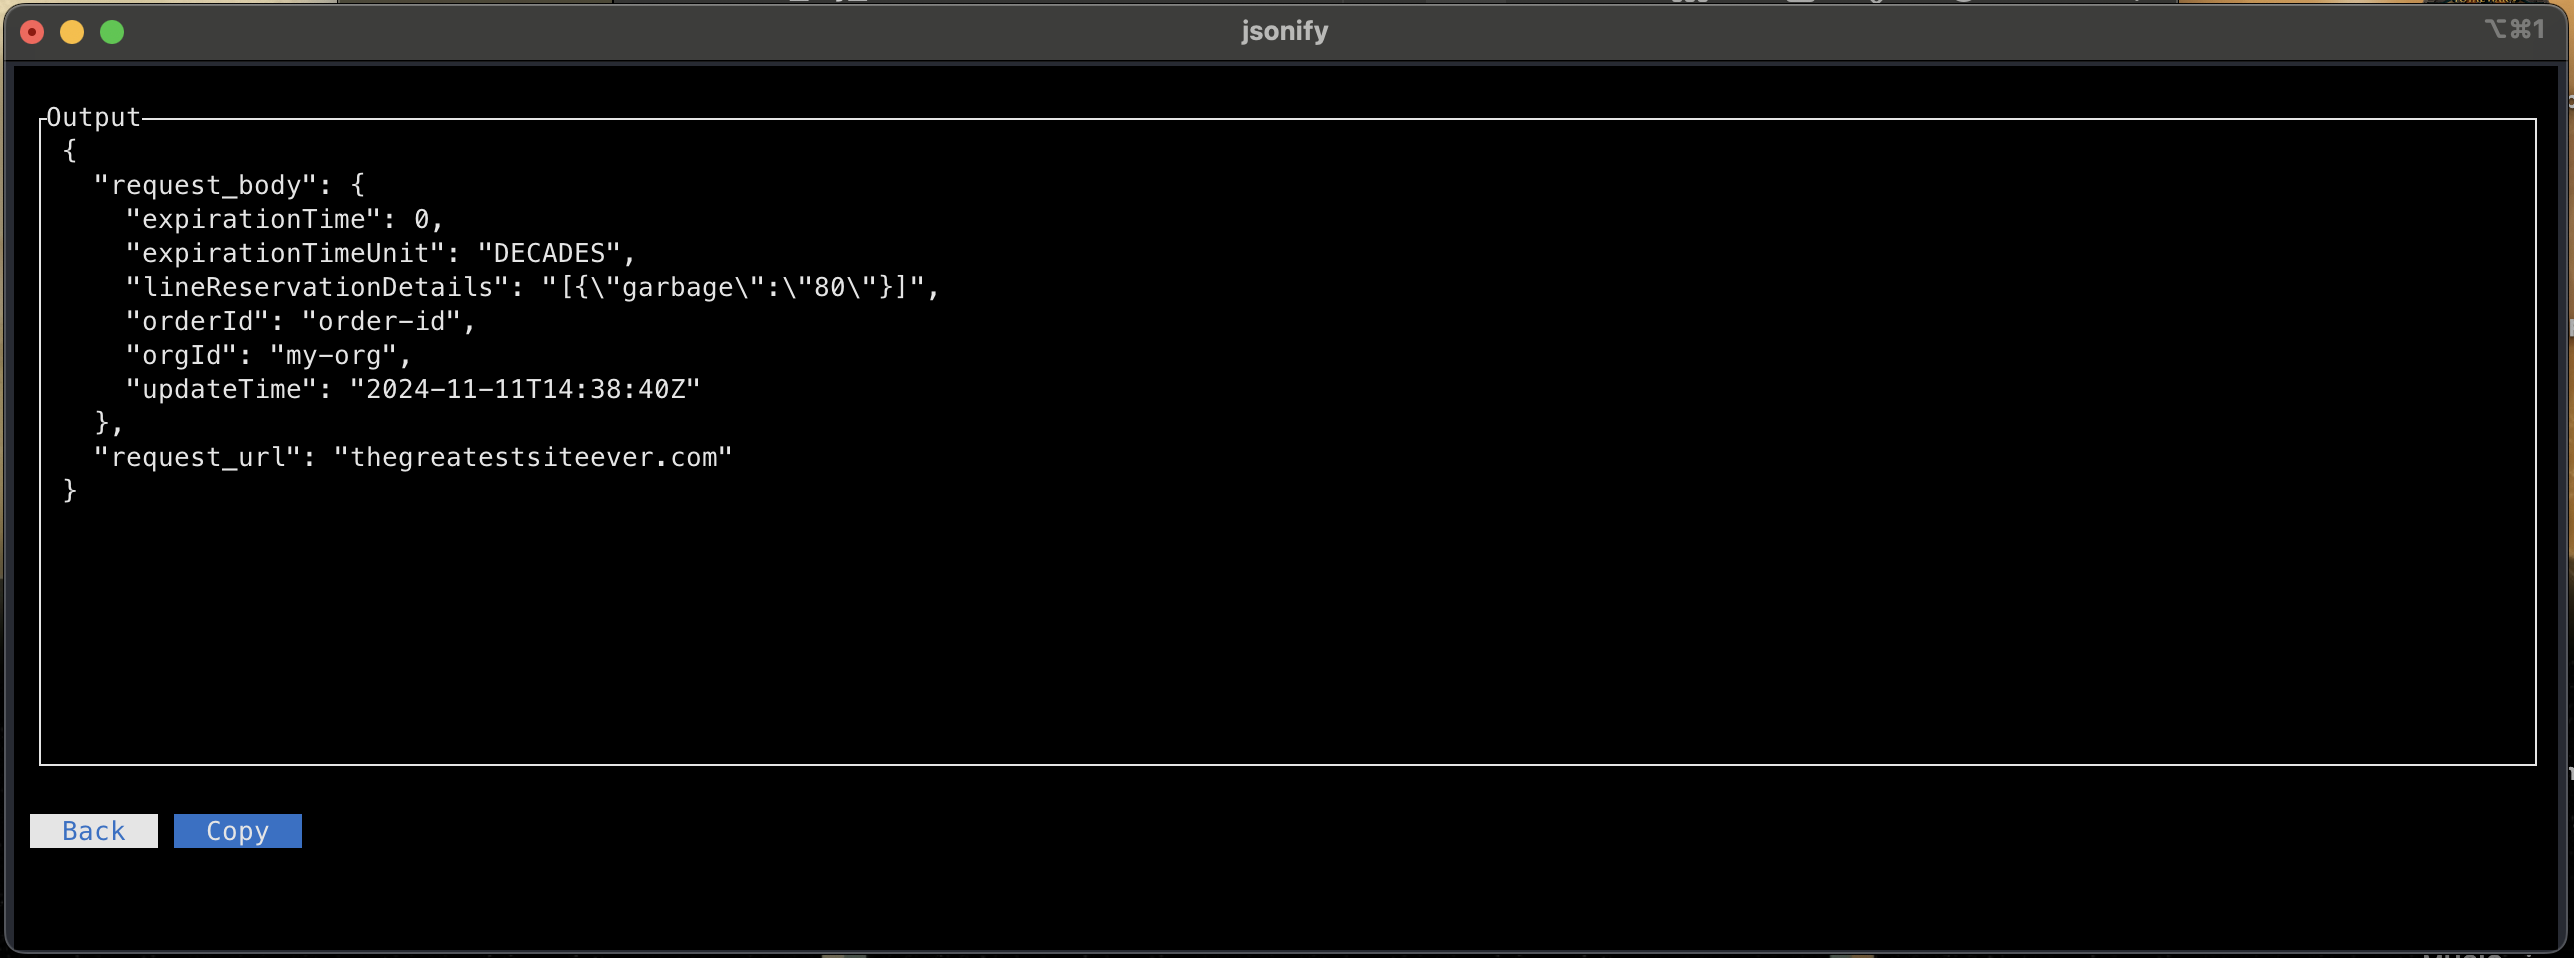 jsonify
⌥⌘1
Output
{
  "request_body": {
    "expirationTime": 0,
    "expirationTimeUnit": "DECADES",
    "lineReservationDetails": "[{\"garbage\":\"80\"}]",
    "orderId": "order-id",
    "orgId": "my-org",
    "updateTime": "2024-11-11T14:38:40Z"
  },
  "request_url": "thegreatestsiteever.com"
}
Back Copy